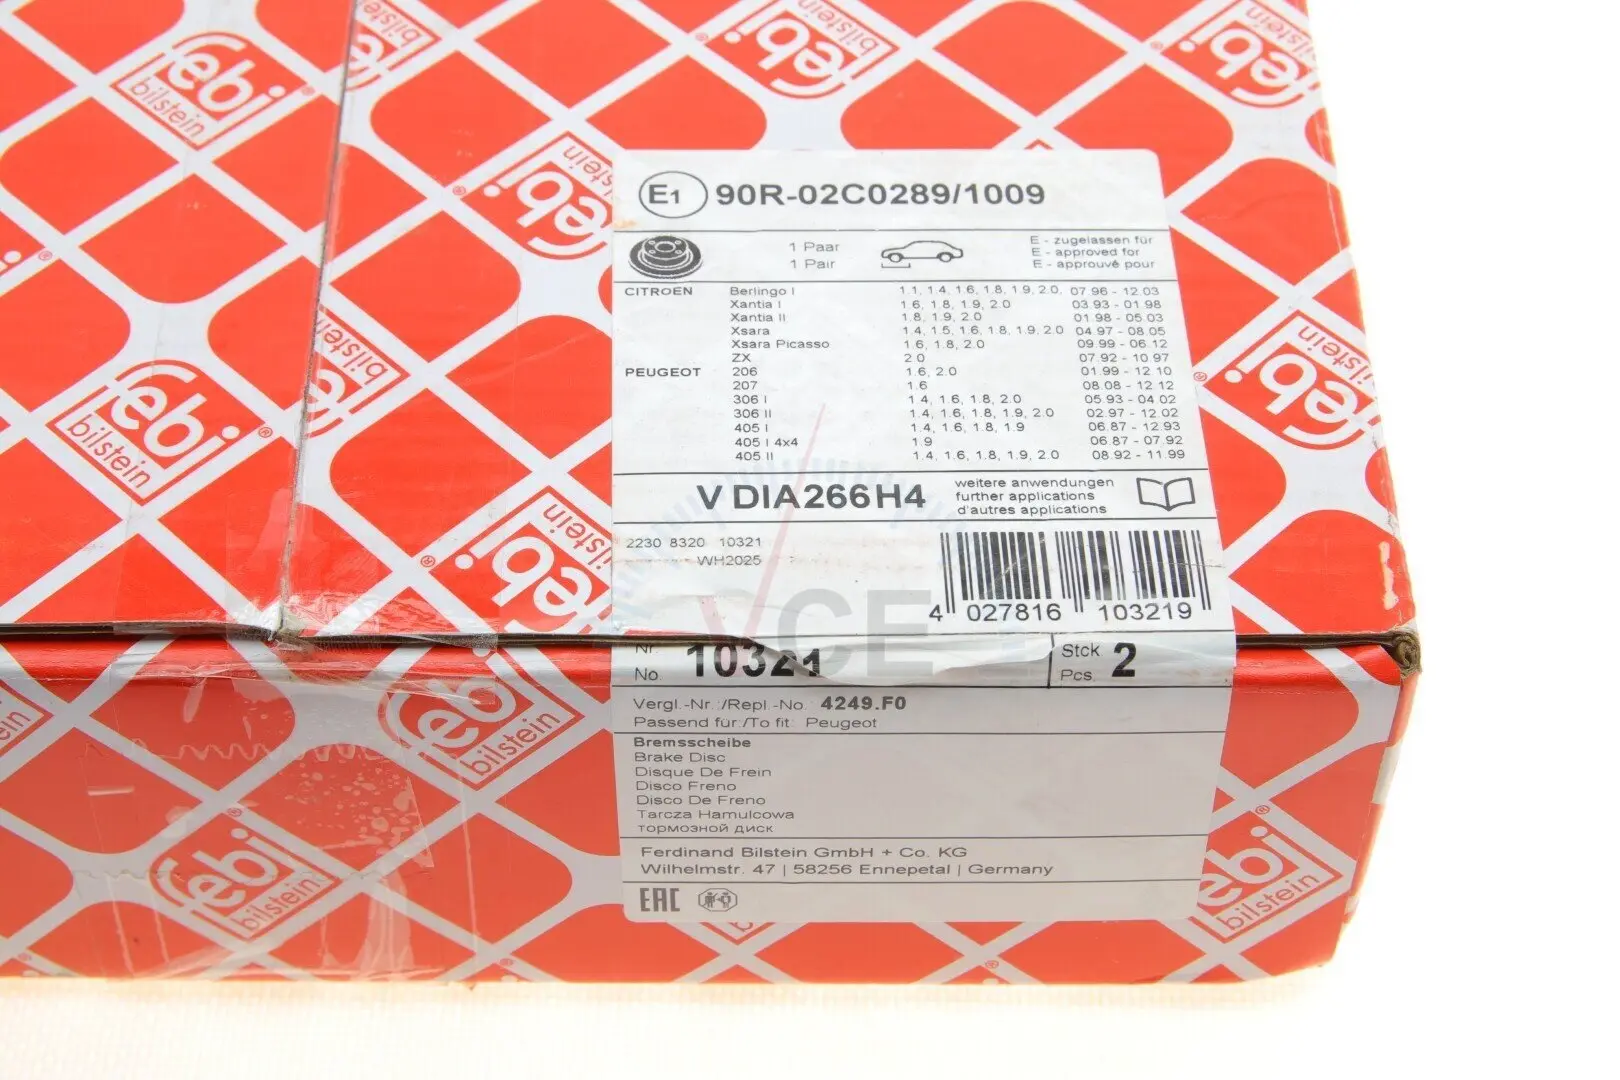 febi bilstein
E1 90R-02C0289/1009
1 Paar
1 Pair
E - zugelassen für
E - approved for
E - approuvé pour
CITROEN Berlingo I 1.1, 1.4, 1.6, 1.8, 1.9, 2.0, 07.96 - 12.03
Xantia I 1.6, 1.8, 1.9, 2.0 03.93 - 01.98
Xantia II 1.8, 1.9, 2.0 01.98 - 05.03
Xsara 1.4, 1.5, 1.6, 1.8, 1.9, 2.0 04.97 - 08.05
Xsara Picasso 1.6, 1.8, 2.0 09.99 - 06.12
ZX 2.0 07.92 - 10.97
PEUGEOT 206 1.6, 2.0 01.99 - 12.10
207 1.6 08.08 - 12.12
306 I 1.4, 1.6, 1.8, 2.0 05.93 - 04.02
306 II 1.4, 1.6, 1.8, 1.9, 2.0 02.97 - 12.02
405 I 1.4, 1.6, 1.8, 1.9 06.87 - 12.93
405 I 4x4 1.9 06.87 - 07.92
405 II 1.4, 1.6, 1.8, 1.9, 2.0 08.92 - 11.99
V DIA266H4
weitere anwendungen
further applications
d'autres applications
2230 8320 10321
WH2025
4 027816 103219
Nr.
No. 10321
Stck
Pcs. 2
Vergl.-Nr.:/Repl.-No.: 4249.F0
Passend für:/To fit: Peugeot
Bremsscheibe
Brake Disc
Disque De Frein
Disco Freno
Disco De Freno
Tarcza Hamulcowa
тормозной диск
Ferdinand Bilstein GmbH + Co. KG
Wilhelmstr. 47 | 58256 Ennepetal | Germany
EAC